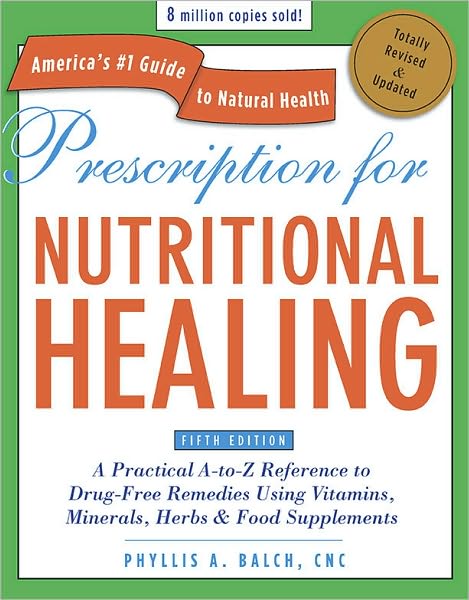 8 million copies sold!
America's #1 Guide
to Natural Health
Totally
Revised
&
Updated
Prescription for
NUTRITIONAL
HEALING
FIFTH EDITION
A Practical A-to-Z Reference to
Drug-Free Remedies Using Vitamins,
Minerals, Herbs & Food Supplements
PHYLLIS A. BALCH, CNC